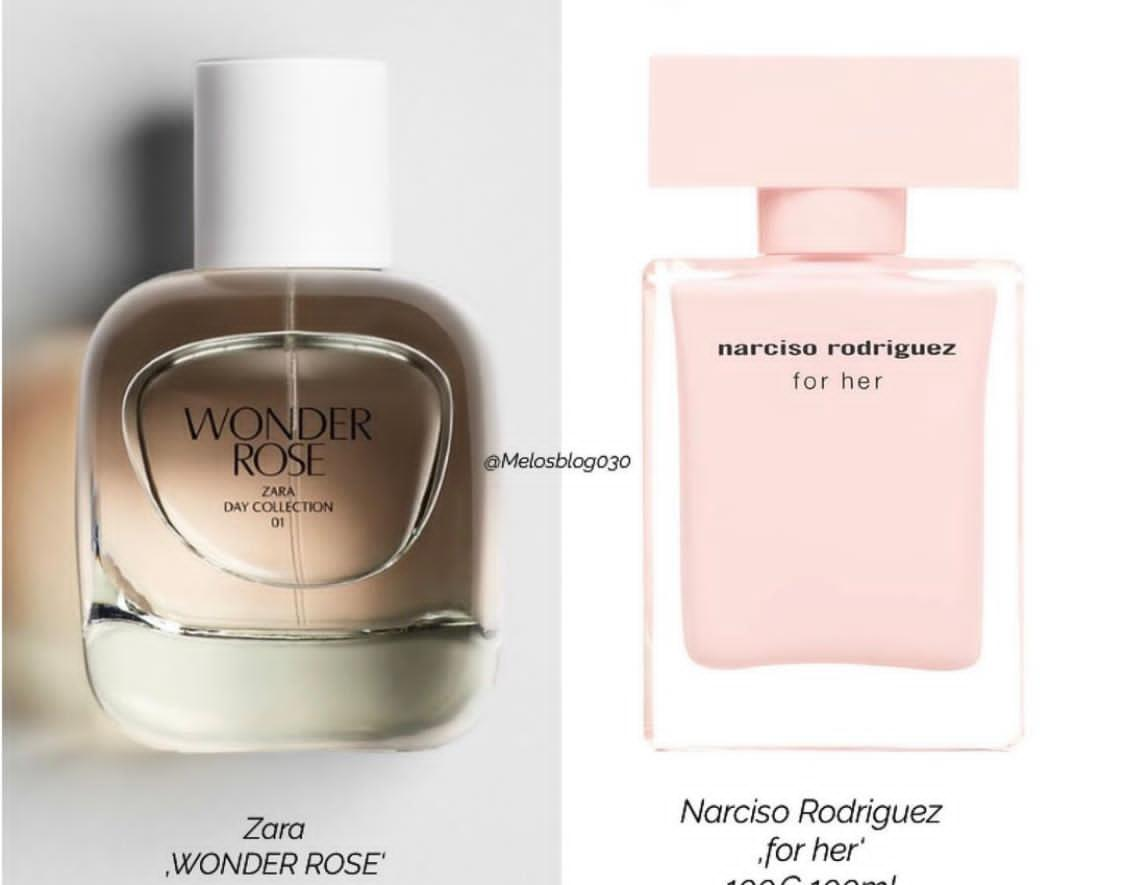 WONDER
ROSE
ZARA
DAY COLLECTION
01
@Melosblog030
narciso rodriguez
for her
Zara
‚WONDER ROSE‘
Narciso Rodriguez
‚for her‘